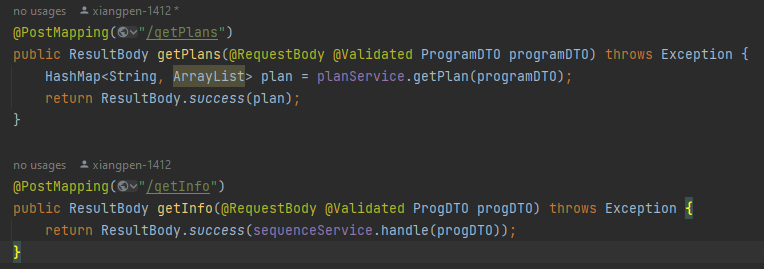 no usages xiangpen-1412 *
@PostMapping("/getPlans")
public ResultBody getPlans(@RequestBody @Validated ProgramDTO programDTO) throws Exception {
HashMap<String, ArrayList> plan = planService.getPlan(programDTO);
return ResultBody.success(plan);
}
no usages xiangpen-1412
@PostMapping("/getInfo")
public ResultBody getInfo(@RequestBody @Validated ProgDTO progDTO) throws Exception {
return ResultBody.success(sequenceService.handle(progDTO));
}